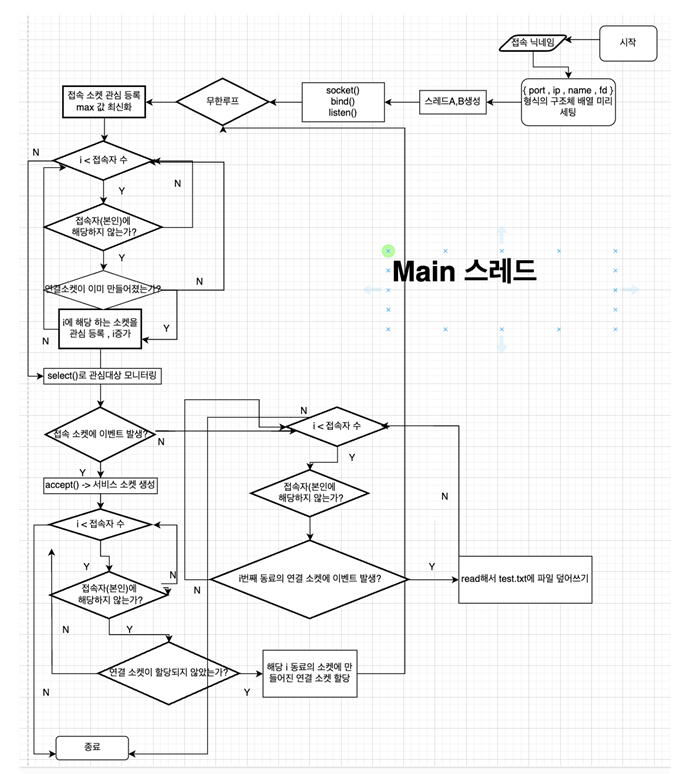 시작
접속 닉네임
{ port , ip , name , fd }
형식의 구조체 배열 미리
세팅
스레드A,B생성
socket()
bind()
listen()
무한루프
접속 소켓 관심 등록
max 값 최신화
N
i < 접속자 수
N
Y
접속자(본인)에
해당하지 않는가?
Y
연결소켓이 이미 만들어졌는가?
N
Main 스레드
i에 해당 하는 소켓을
관심 등록 , i증가
Y
N
select()로 관심대상 모니터링
접속 소켓에 이벤트 발생?
N
N
i < 접속자 수
Y
Y
accept() -> 서비스 소켓 생성
접속자(본인에
해당하지 않는가?
N
i < 접속자 수
Y
N
접속자(본인)에
해당하지 않는가?
i번째 동료의 연결 소켓에 이벤트 발생?
N
Y
read해서 test.txt에 파일 덮어쓰기
N
Y
연결 소켓이 할당되지 않았는가?
Y
해당 i 동료의 소켓에 만
들어진 연결 소켓 할당
N
종료